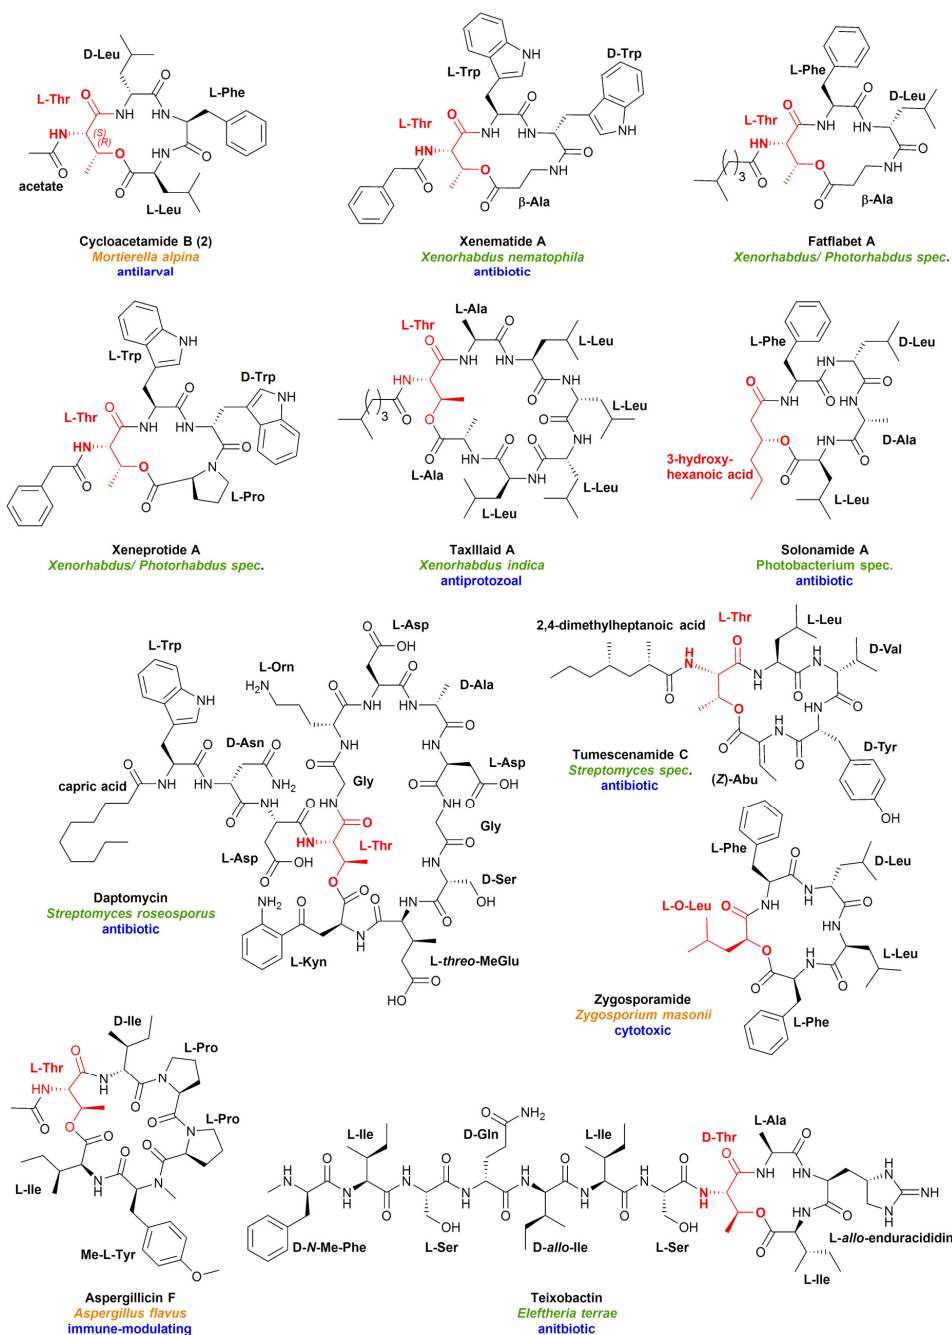 D-Leu
L-Thr
L-Phe
acetate
L-Leu
Cycloacetamide B (2)
Mortierella alpina
antilarval
L-Trp
D-Trp
L-Thr
β-Ala
Xenematide A
Xenorhabdus nematophila
antibiotic
L-Phe
D-Leu
L-Thr
β-Ala
Fatflabet A
Xenorhabdus/ Photorhabdus spec.
L-Trp
D-Trp
L-Thr
L-Pro
Xeneprotide A
Xenorhabdus/ Photorhabdus spec.
L-Ala
L-Thr
L-Leu
L-Leu
L-Ala
L-Leu
L-Leu
Taxlllaid A
Xenorhabdus indica
antiprotozoal
L-Phe
D-Leu
D-Ala
3-hydroxy-
hexanoic acid
L-Leu
Solonamide A
Photobacterium spec.
antibiotic
L-Trp
L-Orn
L-Asp
D-Ala
D-Asn
L-Asp
capric acid
Gly
Gly
L-Asp
L-Thr
D-Ser
L-Kyn
L-threo-MeGlu
Daptomycin
Streptomyces roseosporus
antibiotic
2,4-dimethylheptanoic acid
L-Thr
L-Leu
D-Val
(Z)-Abu
D-Tyr
Tumescenamide C
Streptomyces spec.
antibiotic
L-Phe
D-Leu
L-O-Leu
L-Leu
L-Phe
Zygosporamide
Zygosporium masonii
cytotoxic
D-Ile
L-Thr
L-Pro
L-Pro
L-Ile
Me-L-Tyr
Aspergillicin F
Aspergillus flavus
immune-modulating
L-Ile
D-Gln
L-Ile
D-Thr
L-Ala
D-N-Me-Phe
L-Ser
D-allo-Ile
L-Ser
L-allo-enduracididin
L-Ile
Teixobactin
Eleftheria terrae
anitbiotic